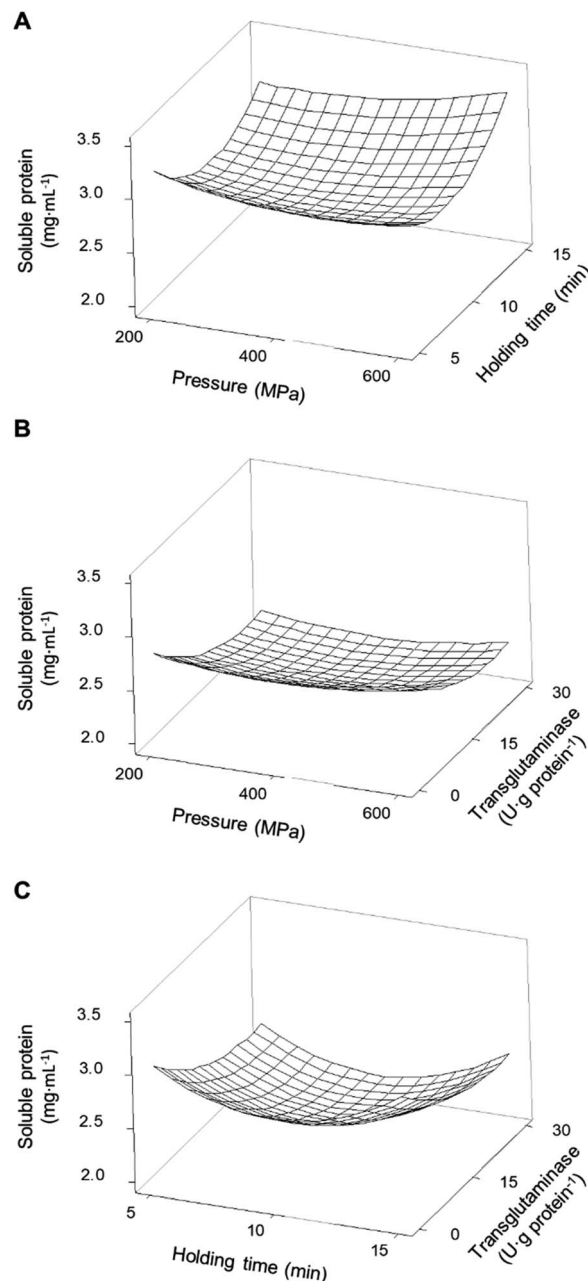 A
Soluble protein
(mg·mL⁻¹)
3.5
3.0
2.5
2.0
200
400
600
Pressure (MPa)
5
10
15
Holding time (min)
B
Soluble protein
(mg·mL⁻¹)
3.5
3.0
2.5
2.0
200
400
600
Pressure (MPa)
0
15
30
Transglutaminase
(U·g protein⁻¹)
C
Soluble protein
(mg·mL⁻¹)
3.5
3.0
2.5
2.0
5
10
15
Holding time (min)
0
15
30
Transglutaminase
(U·g protein⁻¹)